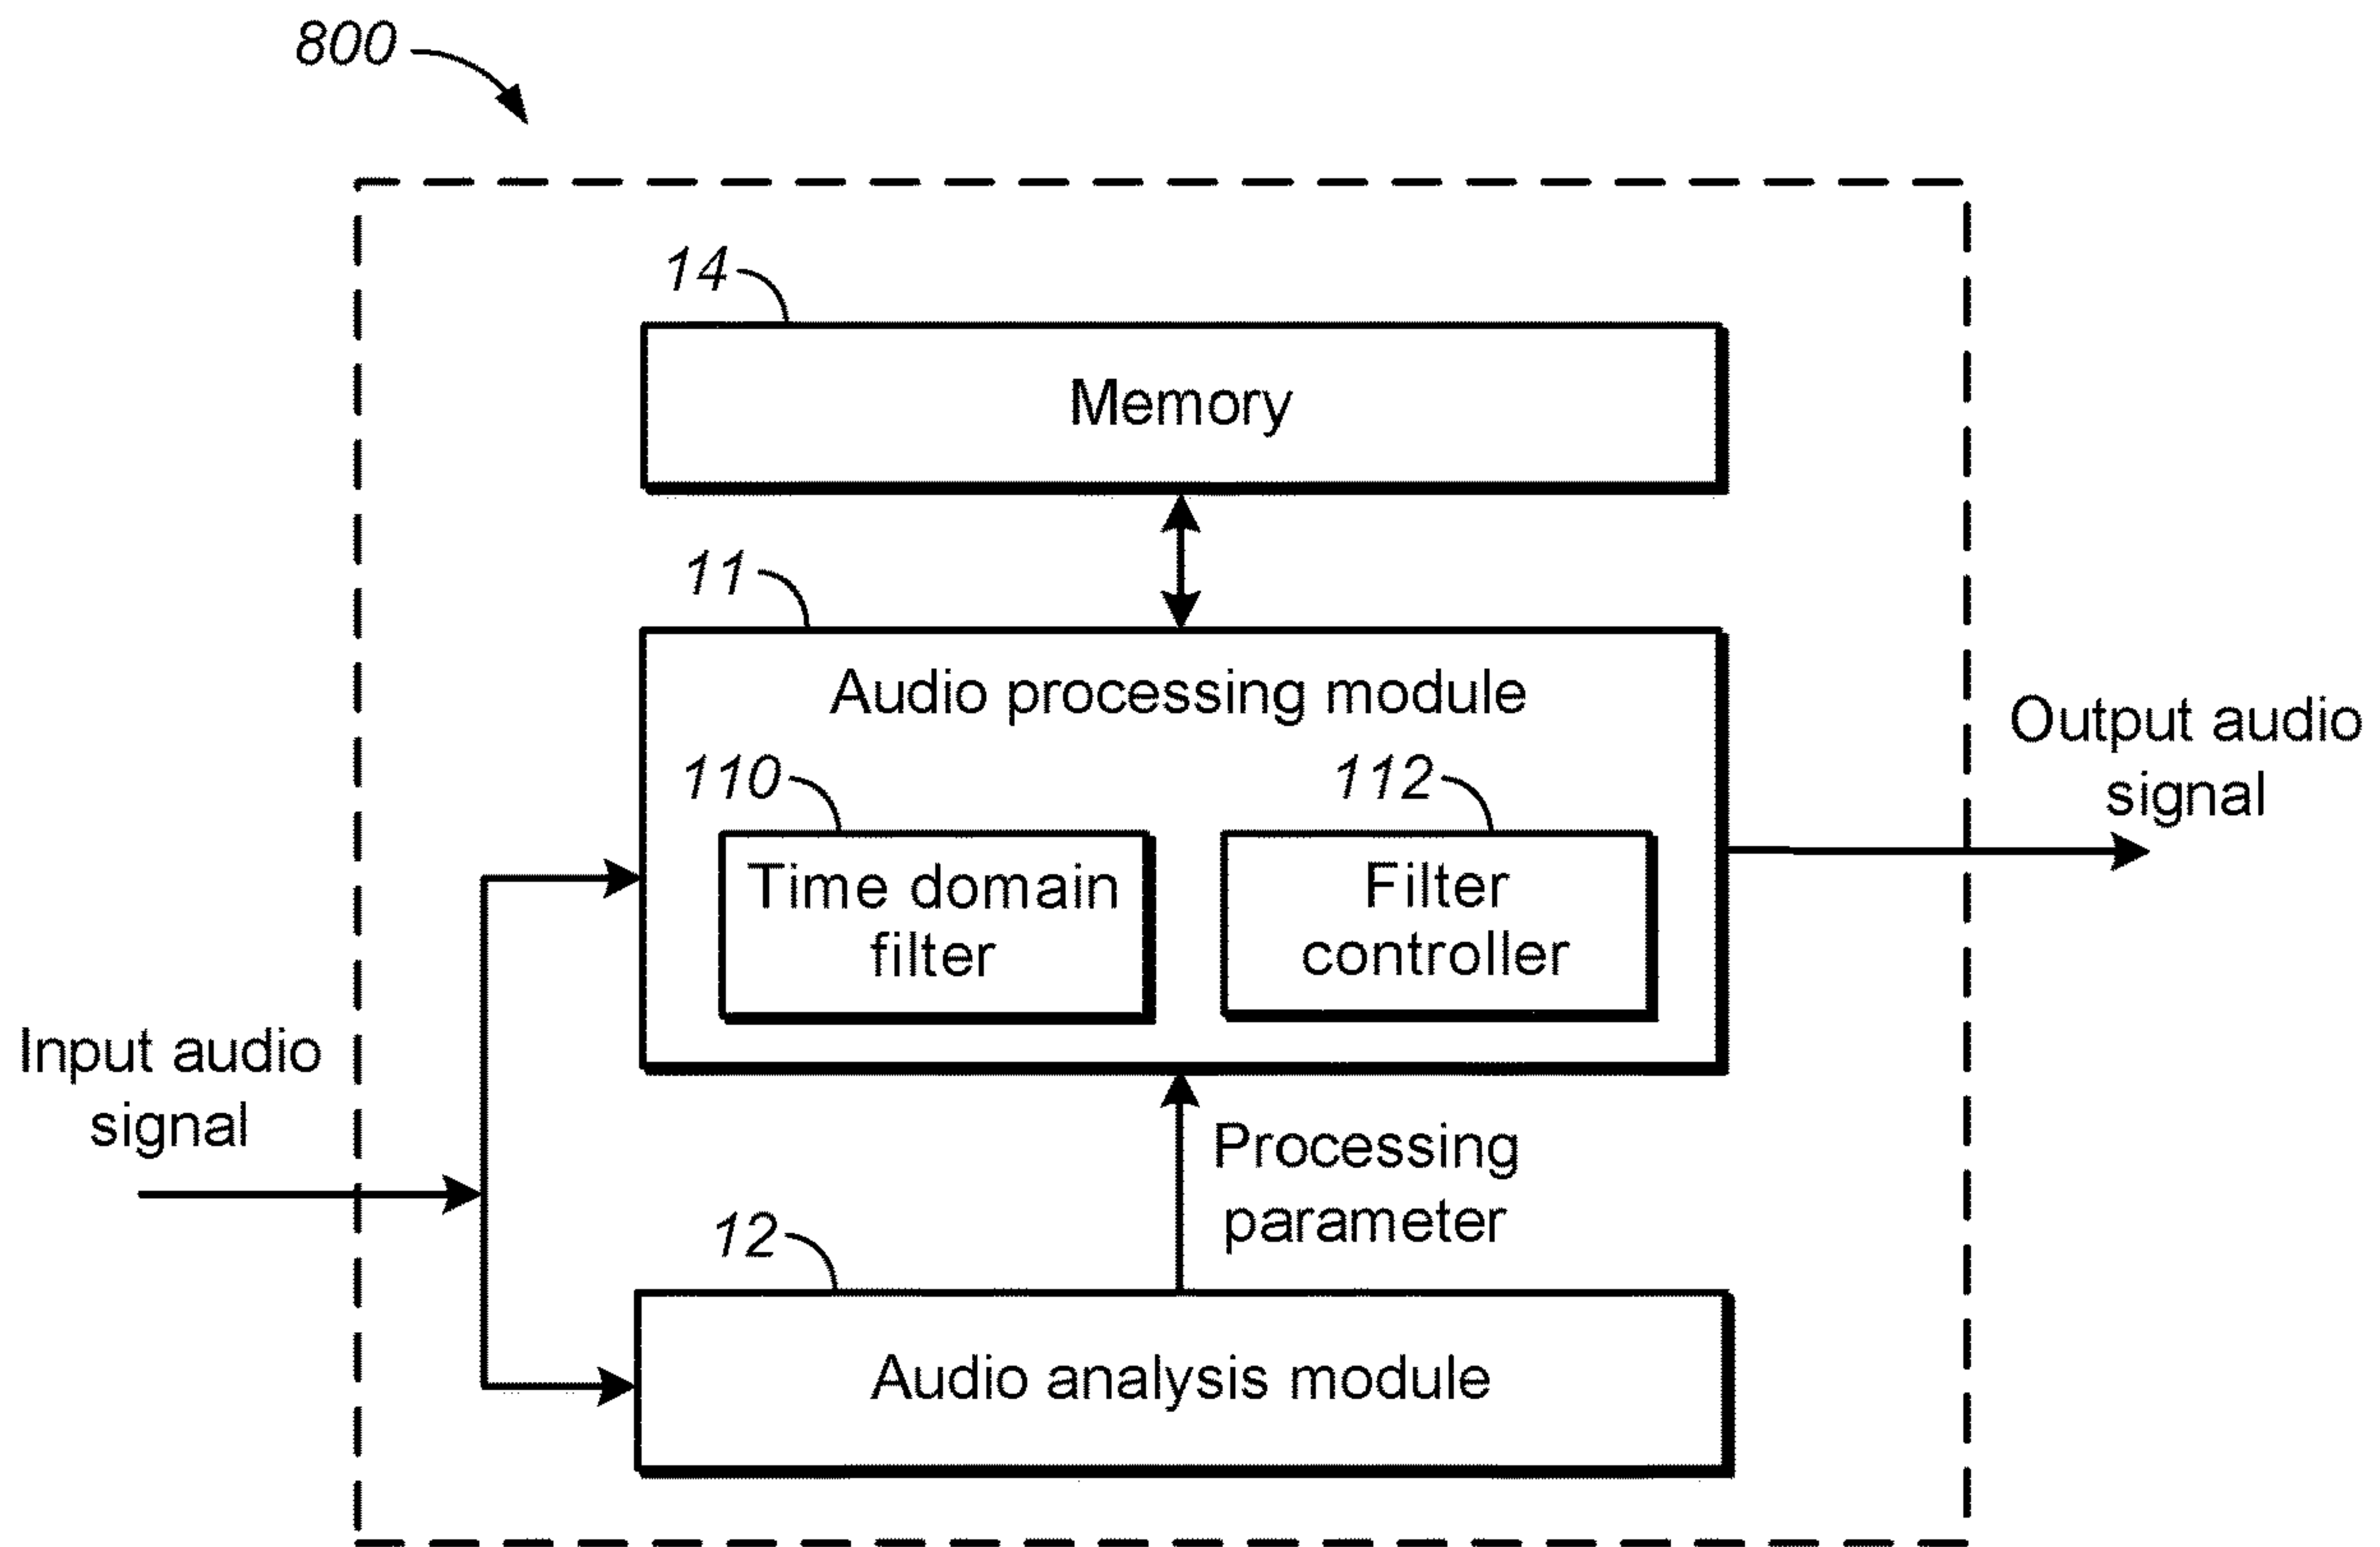 800
14
Memory
11
Audio processing module
110
112
Time domain
filter
Filter
controller
Output audio
signal
Input audio
signal
Processing
parameter
12
Audio analysis module